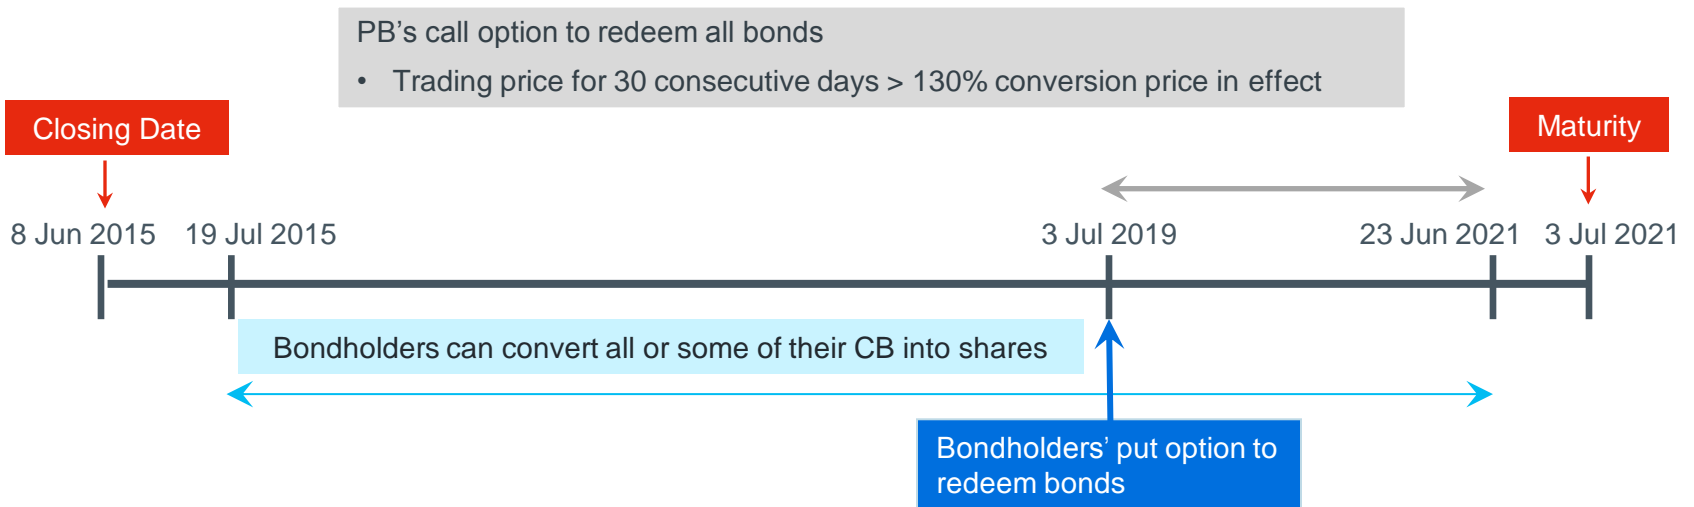 PB’s call option to redeem all bonds
• Trading price for 30 consecutive days > 130% conversion price in effect
Closing Date
Maturity
8 Jun 2015
19 Jul 2015
3 Jul 2019
23 Jun 2021
3 Jul 2021
Bondholders can convert all or some of their CB into shares
Bondholders’ put option to
redeem bonds